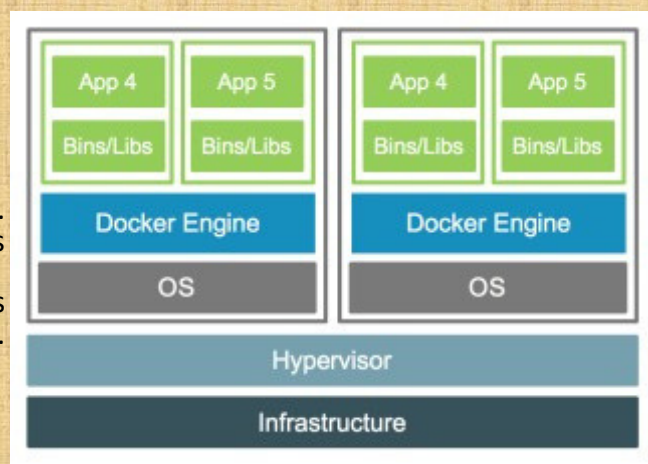 App 4 App 5 App 4 App 5
Bins/Libs Bins/Libs Bins/Libs Bins/Libs
Docker Engine Docker Engine
OS OS
Hypervisor
Infrastructure